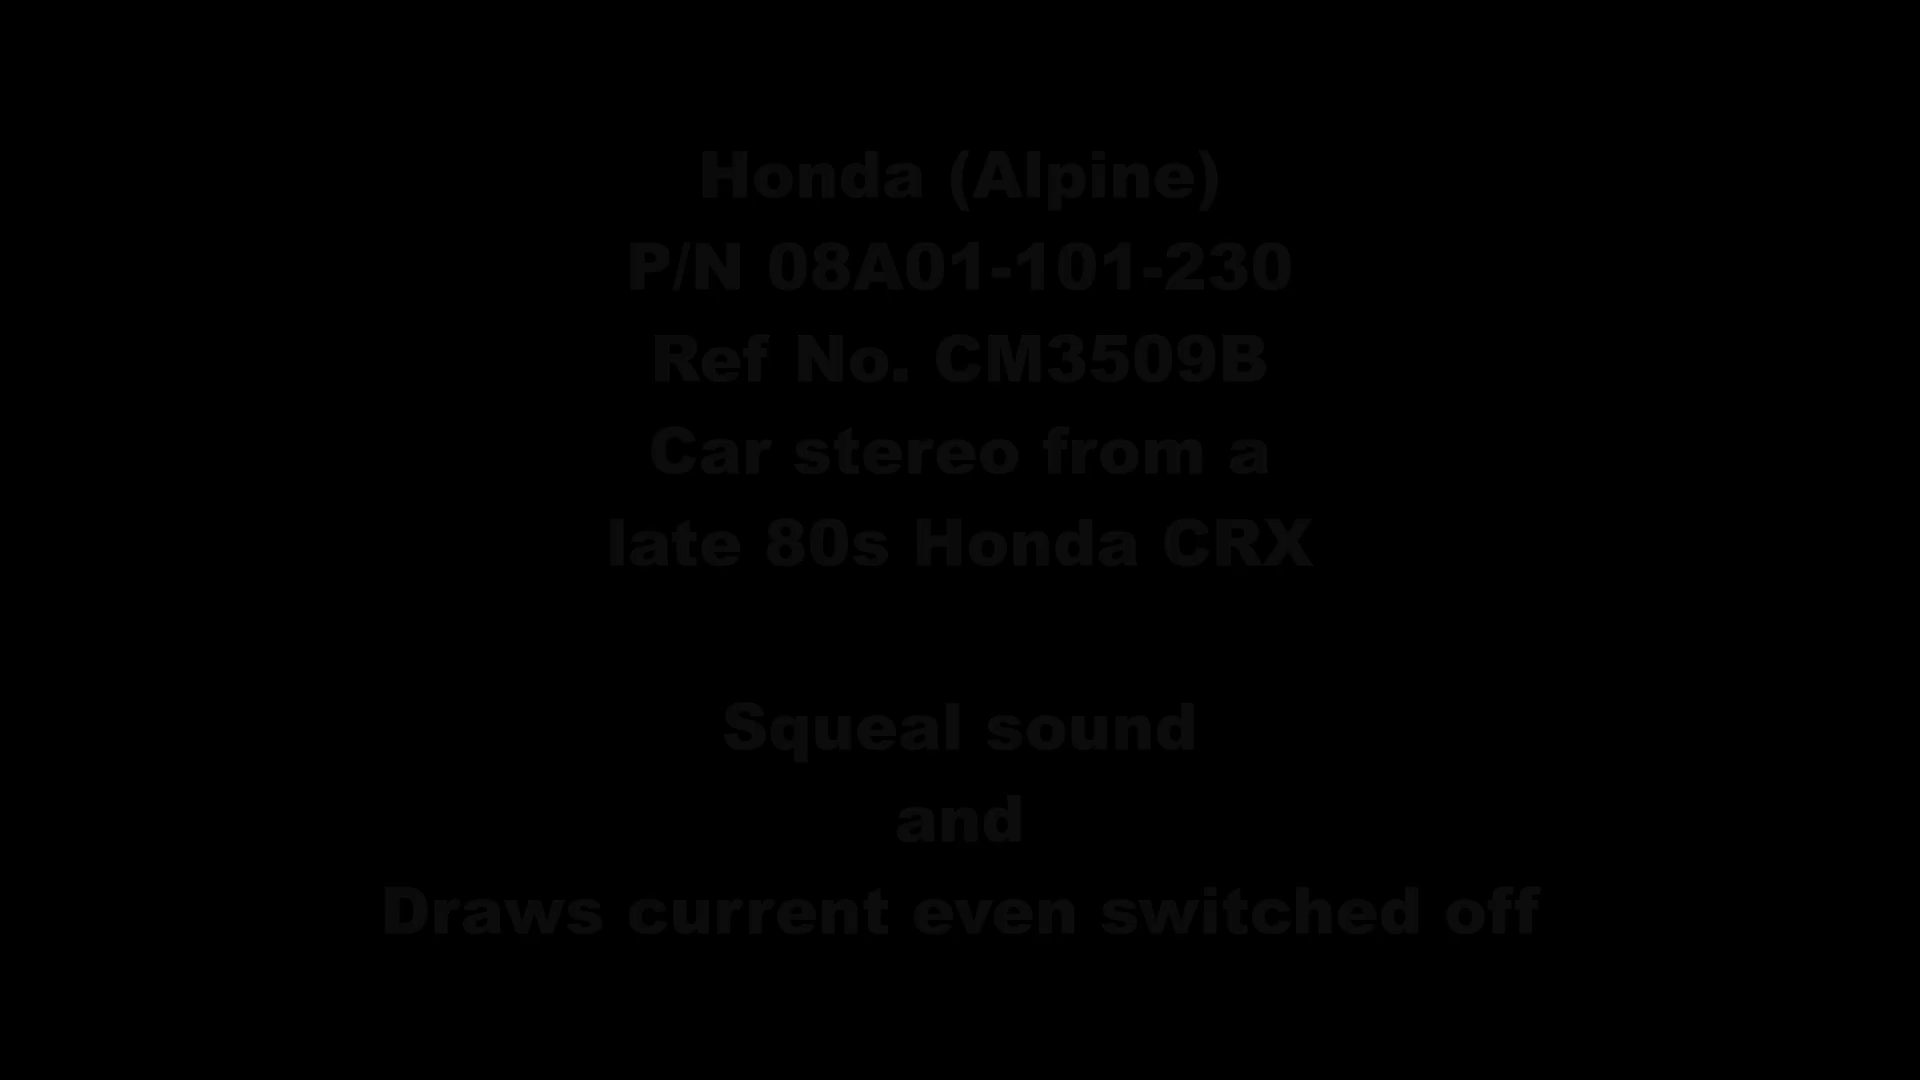 Honda (Alpine)
P/N 08A01-101-230
Ref No. CM3509B
Car stereo from a
late 80s Honda CRX
Squeal sound
and
Draws current even switched off